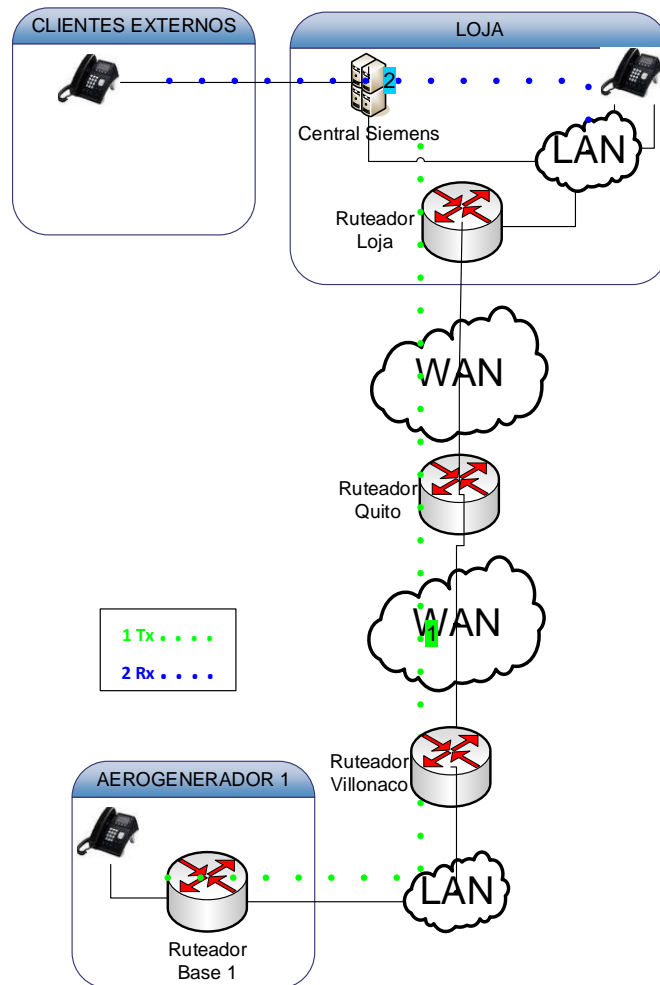 CLIENTES EXTERNOS
LOJA
2
Central Siemens
LAN
Ruteador
Loja
WAN
Ruteador
Quito
WAN
1
1 Tx
2 Rx
Ruteador
Villonaco
AEROGENERADOR 1
LAN
Ruteador
Base 1